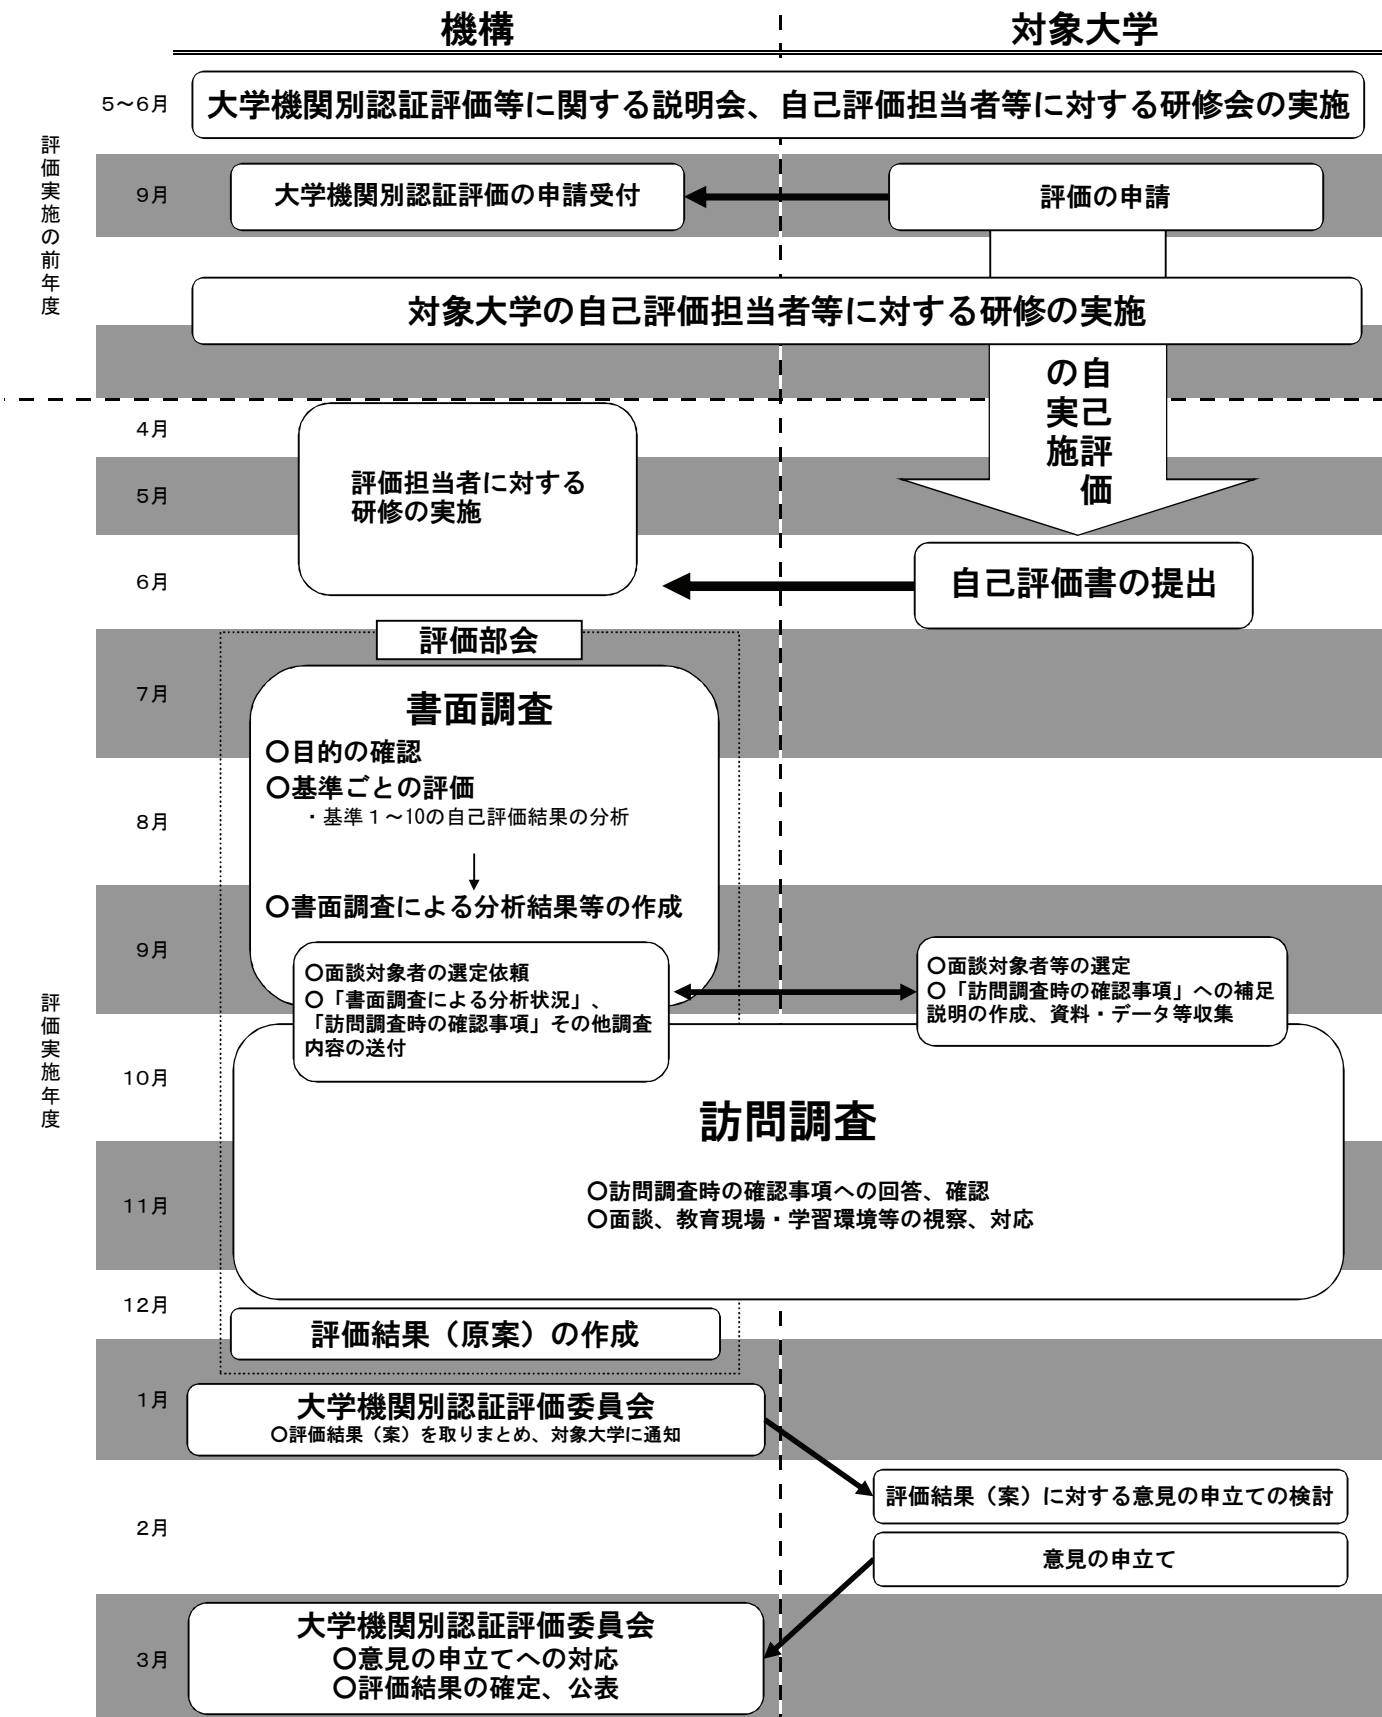 機構
対象大学
5～6月
大学機関別認証評価等に関する説明会、自己評価担当者等に対する研修会の実施
評価実施の前年度
9月
大学機関別認証評価の申請受付
評価の申請
対象大学の自己評価担当者等に対する研修の実施
自己評価
の実施
4月
評価担当者に対する
研修の実施
5月
6月
自己評価書の提出
評価部会
7月
書面調査
○目的の確認
○基準ごとの評価
・基準１～10の自己評価結果の分析
8月
○書面調査による分析結果等の作成
9月
○面談対象者の選定依頼
○「書面調査による分析状況」、
「訪問調査時の確認事項」その他調査
内容の送付
○面談対象者等の選定
○「訪問調査時の確認事項」への補足
説明の作成、資料・データ等収集
評価実施年度
10月
訪問調査
11月
○訪問調査時の確認事項への回答、確認
○面談、教育現場・学習環境等の視察、対応
12月
評価結果（原案）の作成
1月
大学機関別認証評価委員会
○評価結果（案）を取りまとめ、対象大学に通知
評価結果（案）に対する意見の申立ての検討
2月
意見の申立て
3月
大学機関別認証評価委員会
○意見の申立てへの対応
○評価結果の確定、公表